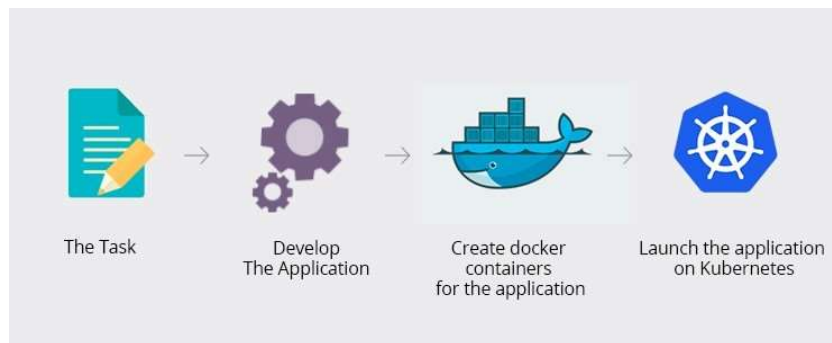 The Task
Develop
The Application
Create docker
containers
for the application
Launch the application
on Kubernetes